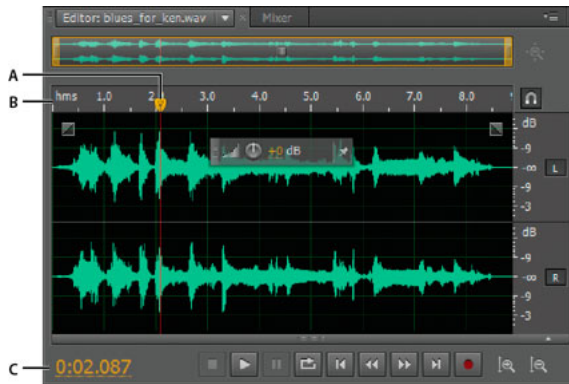 Editor: blues_for_ken.wav ▼ × Mixer
A
B
hms 1.0 2.0 3.0 4.0 5.0 6.0 7.0 8.0
dB
+0 dB
-9
-∞ L
-9
-3
dB
-9
-∞ R
-9
-3
C
0:02.087